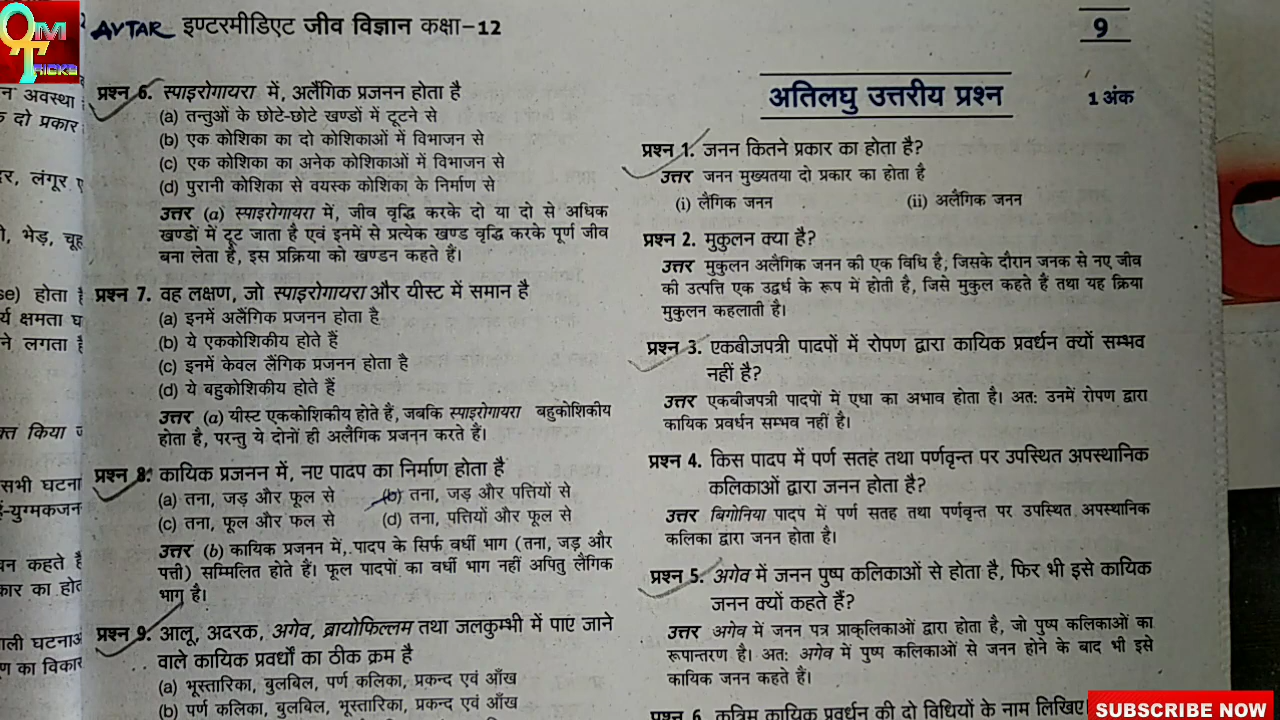 OM
TRICKS
AVTAR इण्टरमीडिएट जीव विज्ञान कक्षा-12
9
न अवस्था
दो प्रकार
लंगूर
भेड़, चूह
se) होता है
र्य क्षमता घ
ने लगता है
क्त किया
सभी घटना
ई-युग्मकजन
कहते हैं
कार का होत
प्रश्न 6. स्पाइरोगायरा में, अलैंगिक प्रजनन होता है
(a) तन्तुओं के छोटे-छोटे खण्डों में टूटने से
(b) एक कोशिका का दो कोशिकाओं में विभाजन से
(c) एक कोशिका का अनेक कोशिकाओं में विभाजन से
(d) पुरानी कोशिका से वयस्क कोशिका के निर्माण से
उत्तर (a) स्पाइरोगायरा में, जीव वृद्धि करके दो या दो से अधिक
खण्डों में टूट जाता है एवं इनमें से प्रत्येक खण्ड वृद्धि करके पूर्ण जीव
बना लेता है, इस प्रक्रिया को खण्डन कहते हैं।
प्रश्न 7. वह लक्षण, जो स्पाइरोगायरा और यीस्ट में समान है
(a) इनमें अलैंगिक प्रजनन होता है
(b) ये एककोशिकीय होते हैं
(c) इनमें केवल लैंगिक प्रजनन होता है
(d) ये बहुकोशिकीय होते हैं
उत्तर (a) यीस्ट एककोशिकीय होते हैं, जबकि स्पाइरोगायरा बहुकोशिकीय
होता है, परन्तु ये दोनों ही अलैंगिक प्रजनन करते हैं।
प्रश्न 8. कायिक प्रजनन में, नए पादप का निर्माण होता है
(a) तना, जड़ और फूल से (b) तना, जड़ और पत्तियों से
(c) तना, फूल और फल से (d) तना, पत्तियों और फूल से
उत्तर (b) कायिक प्रजनन में, पादप के सिर्फ वर्धी भाग (तना, जड़ और
पत्ती) सम्मिलित होते हैं। फूल पादपों का वर्धी भाग नहीं अपितु लैंगिक
भाग है।
प्रश्न 9. आलू, अदरक, अगेव, ब्रायोफिल्लम तथा जलकुम्भी में पाए जाने
वाले कायिक प्रवर्धों का ठीक क्रम है
(a) भूस्तारिका, बुलबिल, पर्ण कलिका, प्रकन्द एवं आँख
(b) पर्ण कलिका, बुलबिल, भूस्तारिका, प्रकन्द एवं आँख
अतिलघु उत्तरीय प्रश्न 1 अंक
प्रश्न 1. जनन कितने प्रकार का होता है?
उत्तर जनन मुख्यतया दो प्रकार का होता है
(i) लैंगिक जनन (ii) अलैंगिक जनन
प्रश्न 2. मुकुलन क्या है?
उत्तर मुकुलन अलैंगिक जनन की एक विधि है, जिसके दौरान जनक से नए जीव
की उत्पत्ति एक उद्वर्ध के रूप में होती है, जिसे मुकुल कहते हैं तथा यह क्रिया
मुकुलन कहलाती है।
प्रश्न 3. एकबीजपत्री पादपों में रोपण द्वारा कायिक प्रवर्धन क्यों सम्भव
नहीं है?
उत्तर एकबीजपत्री पादपों में एधा का अभाव होता है। अत: उनमें रोपण द्वारा
कायिक प्रवर्धन सम्भव नहीं है।
प्रश्न 4. किस पादप में पर्ण सतह तथा पर्णवृन्त पर उपस्थित अपस्थानिक
कलिकाओं द्वारा जनन होता है?
उत्तर बिगोनिया पादप में पर्ण सतह तथा पर्णवृन्त पर उपस्थित अपस्थानिक
कलिका द्वारा जनन होता है।
प्रश्न 5. अगेव में जनन पुष्प कलिकाओं से होता है, फिर भी इसे कायिक
जनन क्यों कहते हैं?
उत्तर अगेव में जनन पत्र प्राक्लिकाओं द्वारा होता है, जो पुष्प कलिकाओं का
रूपान्तरण है। अत: अगेव में पुष्प कलिकाओं से जनन होने के बाद भी इसे
कायिक जनन कहते हैं।
प्रश्न 6. कृत्रिम कायिक प्रवर्धन की दो विधियों के नाम लिखिए
SUBSCRIBE NOW